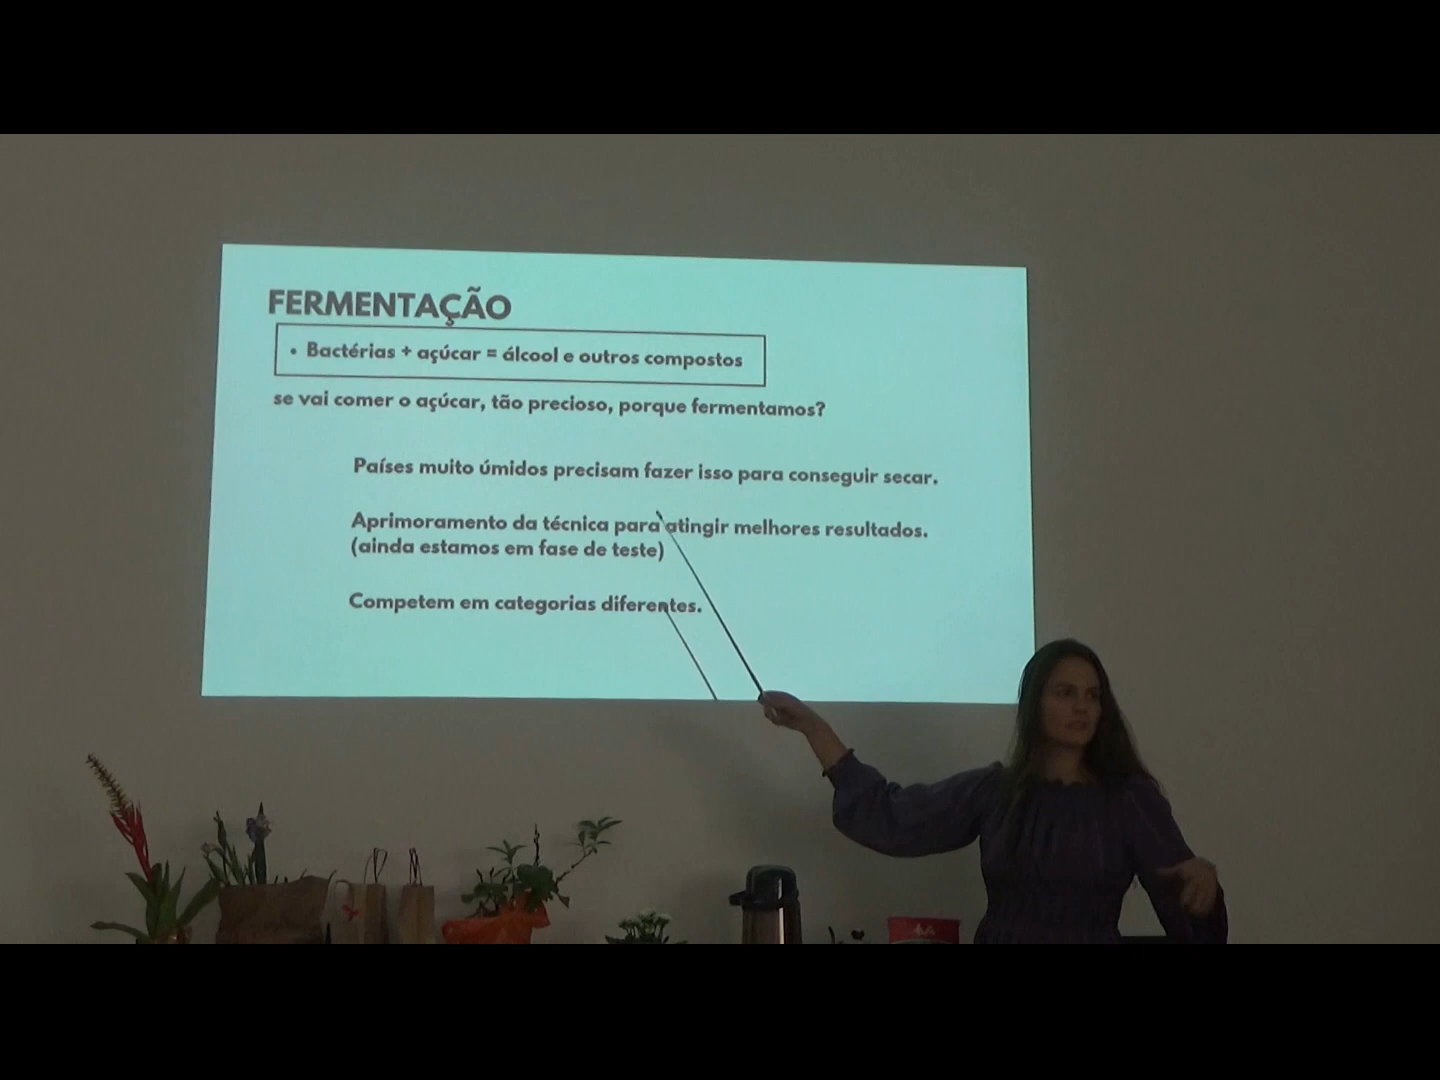 FERMENTAÇÃO
• Bactérias + açúcar = álcool e outros compostos
se vai comer o açúcar, tão precioso, porque fermentamos?
Países muito úmidos precisam fazer isso para conseguir secar.
Aprimoramento da técnica para atingir melhores resultados.
(ainda estamos em fase de teste)
Competem em categorias diferentes.